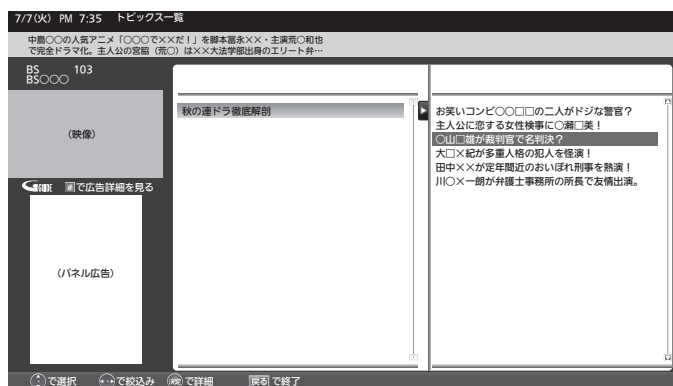 7/7(火) PM 7:35 トピックス一覧
中島○○の人気アニメ「○○○で××だ！」を脚本冨永××・主演荒○和也
で完全ドラマ化。主人公の宮脇（荒○）は××大法学部出身のエリート弁…
BS 103
BS○○○
（映像）
GGUIDE で広告詳細を見る
（パネル広告）
秋の連ドラ徹底解剖
お笑いコンビ○○□□の二人がドジな警官？
主人公に恋する女性検事に○瀬□美！
○山□雄が裁判官で名判決？
大□×紀が多重人格の犯人を怪演！
田中××が定年間近のおいぼれ刑事を熱演！
川○×一朗が弁護士事務所の所長で友情出演。
で選択 で絞込み 決定で詳細 戻るで終了